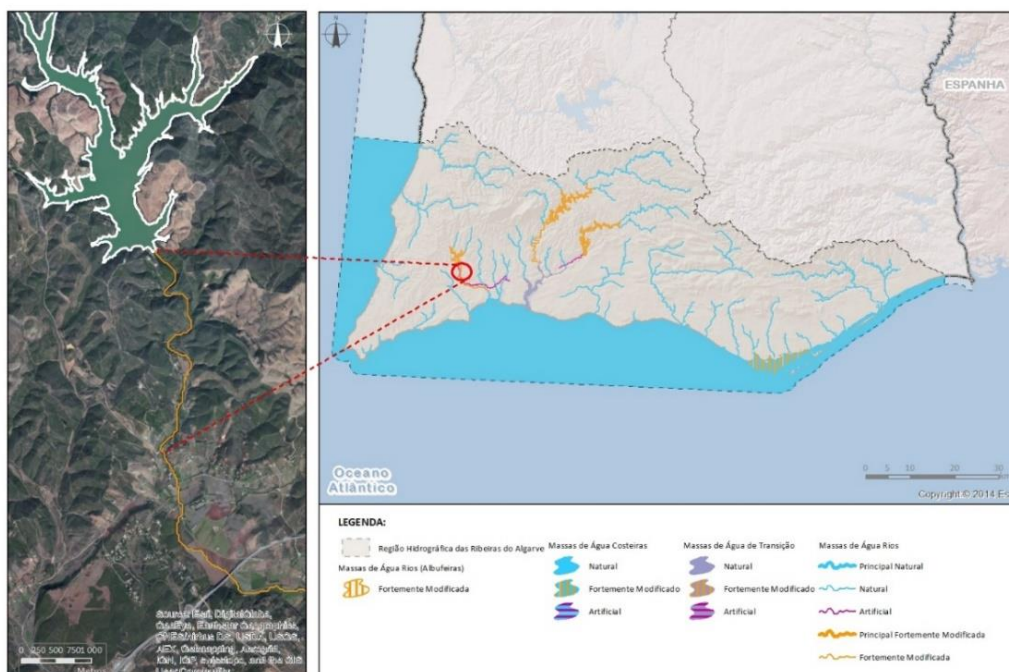 N
0 250 500 750 1 000
N
ESPANHA
Oceano
Atlântico
0 5 10 20 30
Copyright © 2014 Es
LEGENDA:
Região Hidrográfica das Ribeiras do Algarve
Massas de Água Rios (Albufeiras)
Fortemente Modificada
Massas de Água Costeiras
Natural
Fortemente Modificado
Artificial
Massas de Água de Transição
Natural
Fortemente Modificado
Artificial
Massas de Água Rios
Principal Natural
Natural
Artificial
Principal Fortemente Modificada
Fortemente Modificada